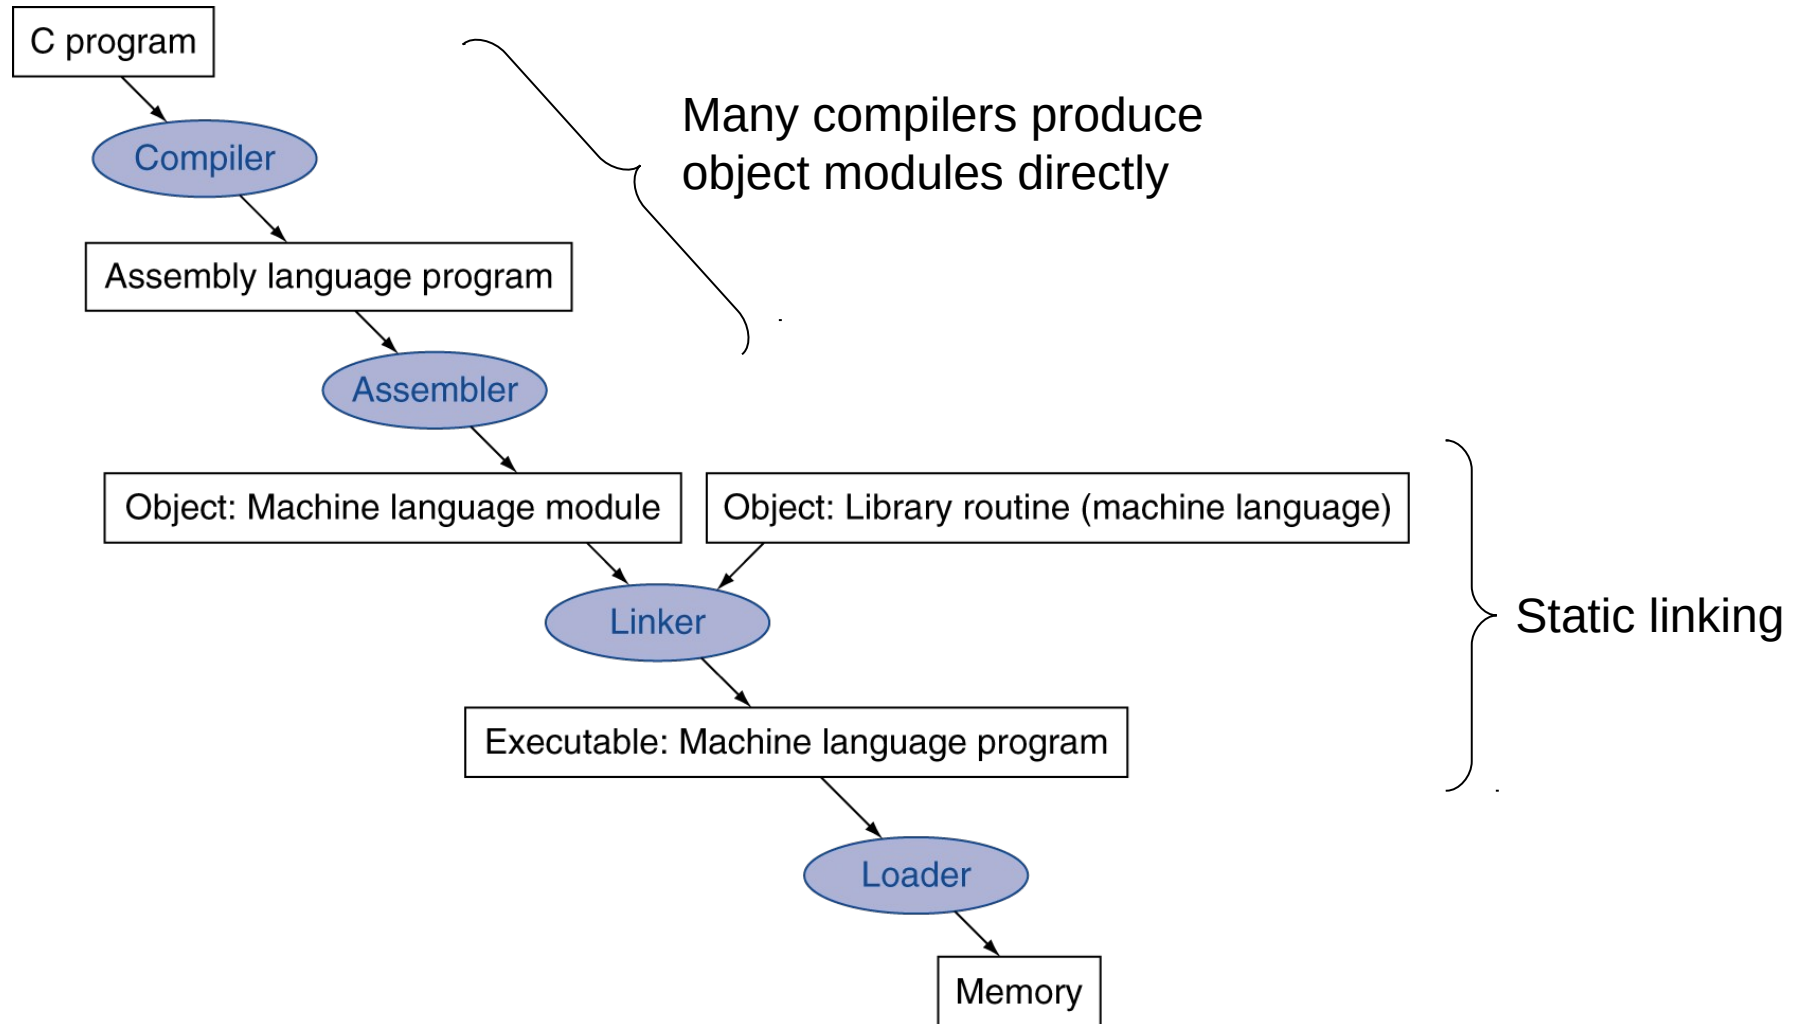 C program
Many compilers produce
object modules directly
Compiler
Assembly language program
Assembler
Object: Machine language module
Object: Library routine (machine language)
Linker
Static linking
Executable: Machine language program
Loader
Memory